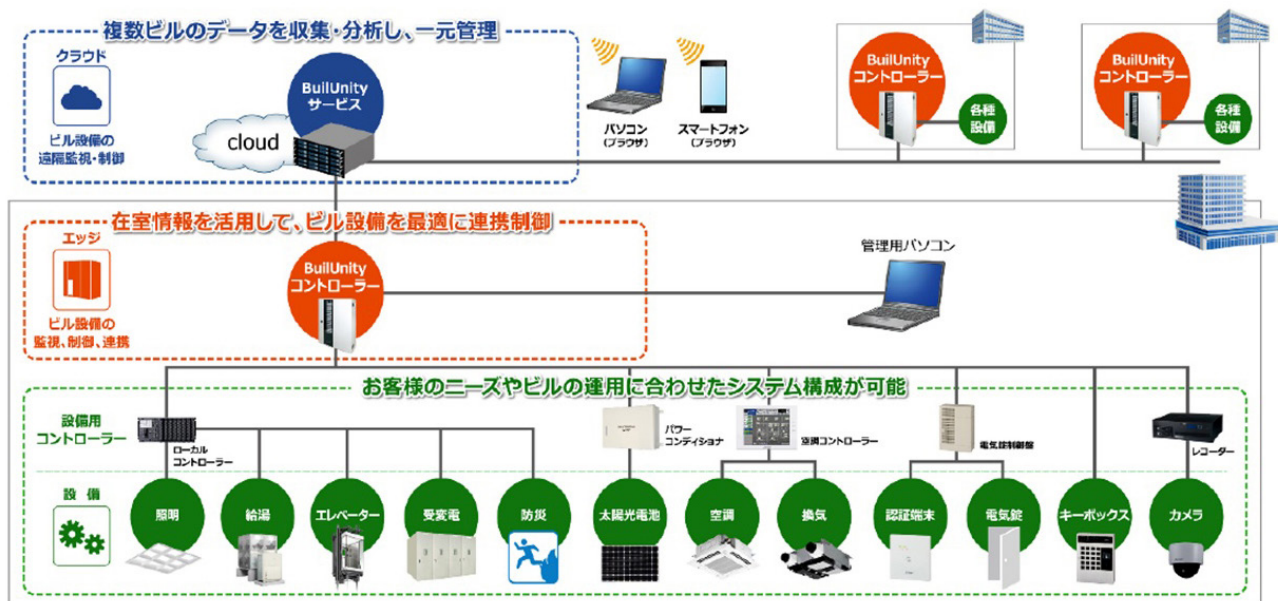 複数ビルのデータを収集・分析し、一元管理
クラウド
BuilUnity
サービス
cloud
ビル設備の
遠隔監視・制御
パソコン
(ブラウザ)
スマートフォン
(ブラウザ)
BuilUnity
コントローラー
各種
設備
BuilUnity
コントローラー
各種
設備
在室情報を活用して、ビル設備を最適に連携制御
エッジ
BuilUnity
コントローラー
ビル設備の
監視、制御、連携
管理用パソコン
お客様のニーズやビルの運用に合わせたシステム構成が可能
設備用
コントローラー
ローカル
コントローラー
パワー
コンディショナ
空調コントローラー
電気錠制御盤
レコーダー
設備
照明
給湯
エレベーター
受変電
防災
太陽光電池
空調
換気
認証端末
電気錠
キーボックス
カメラ